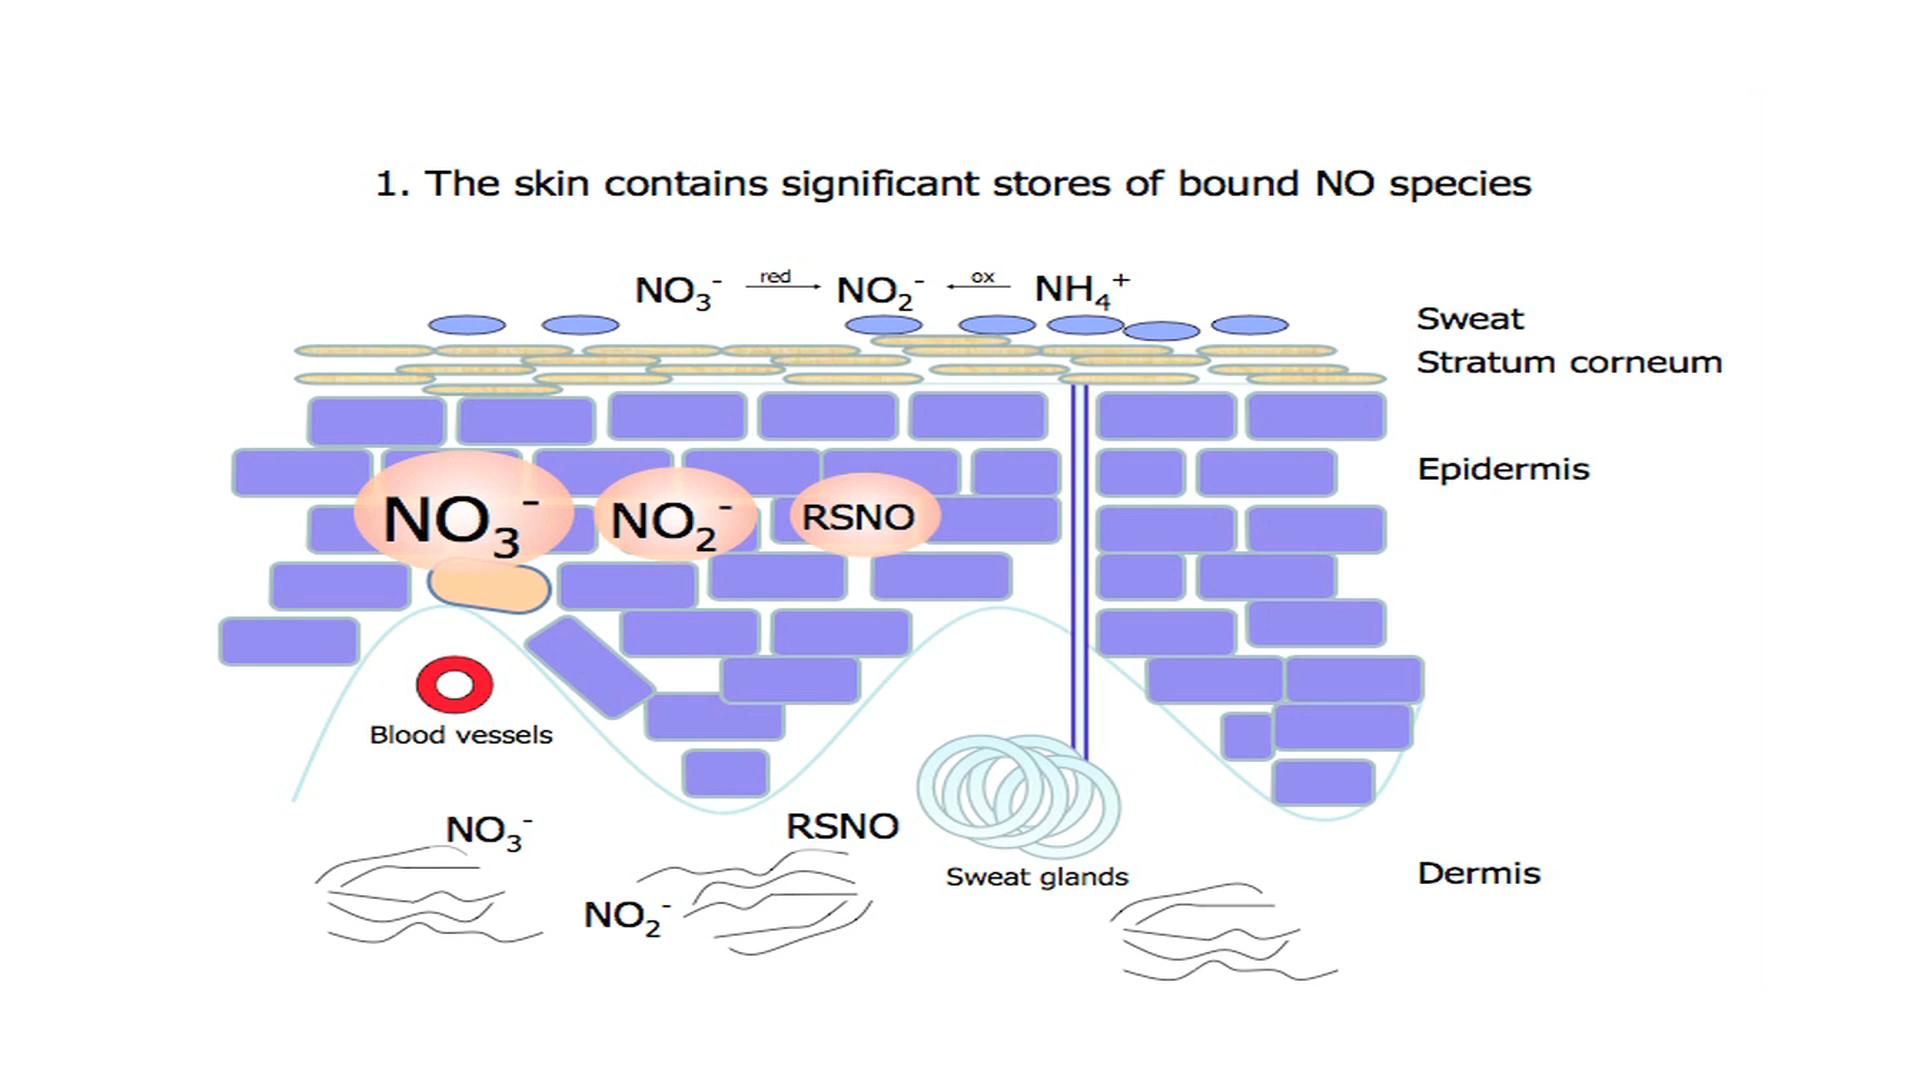 1. The skin contains significant stores of bound NO species
NO₃⁻ red NO₂⁻ ox NH₄⁺
Sweat
Stratum corneum
Epidermis
NO₃⁻ NO₂⁻ RSNO
Blood vessels
NO₃⁻ RSNO
Sweat glands
Dermis
NO₂⁻